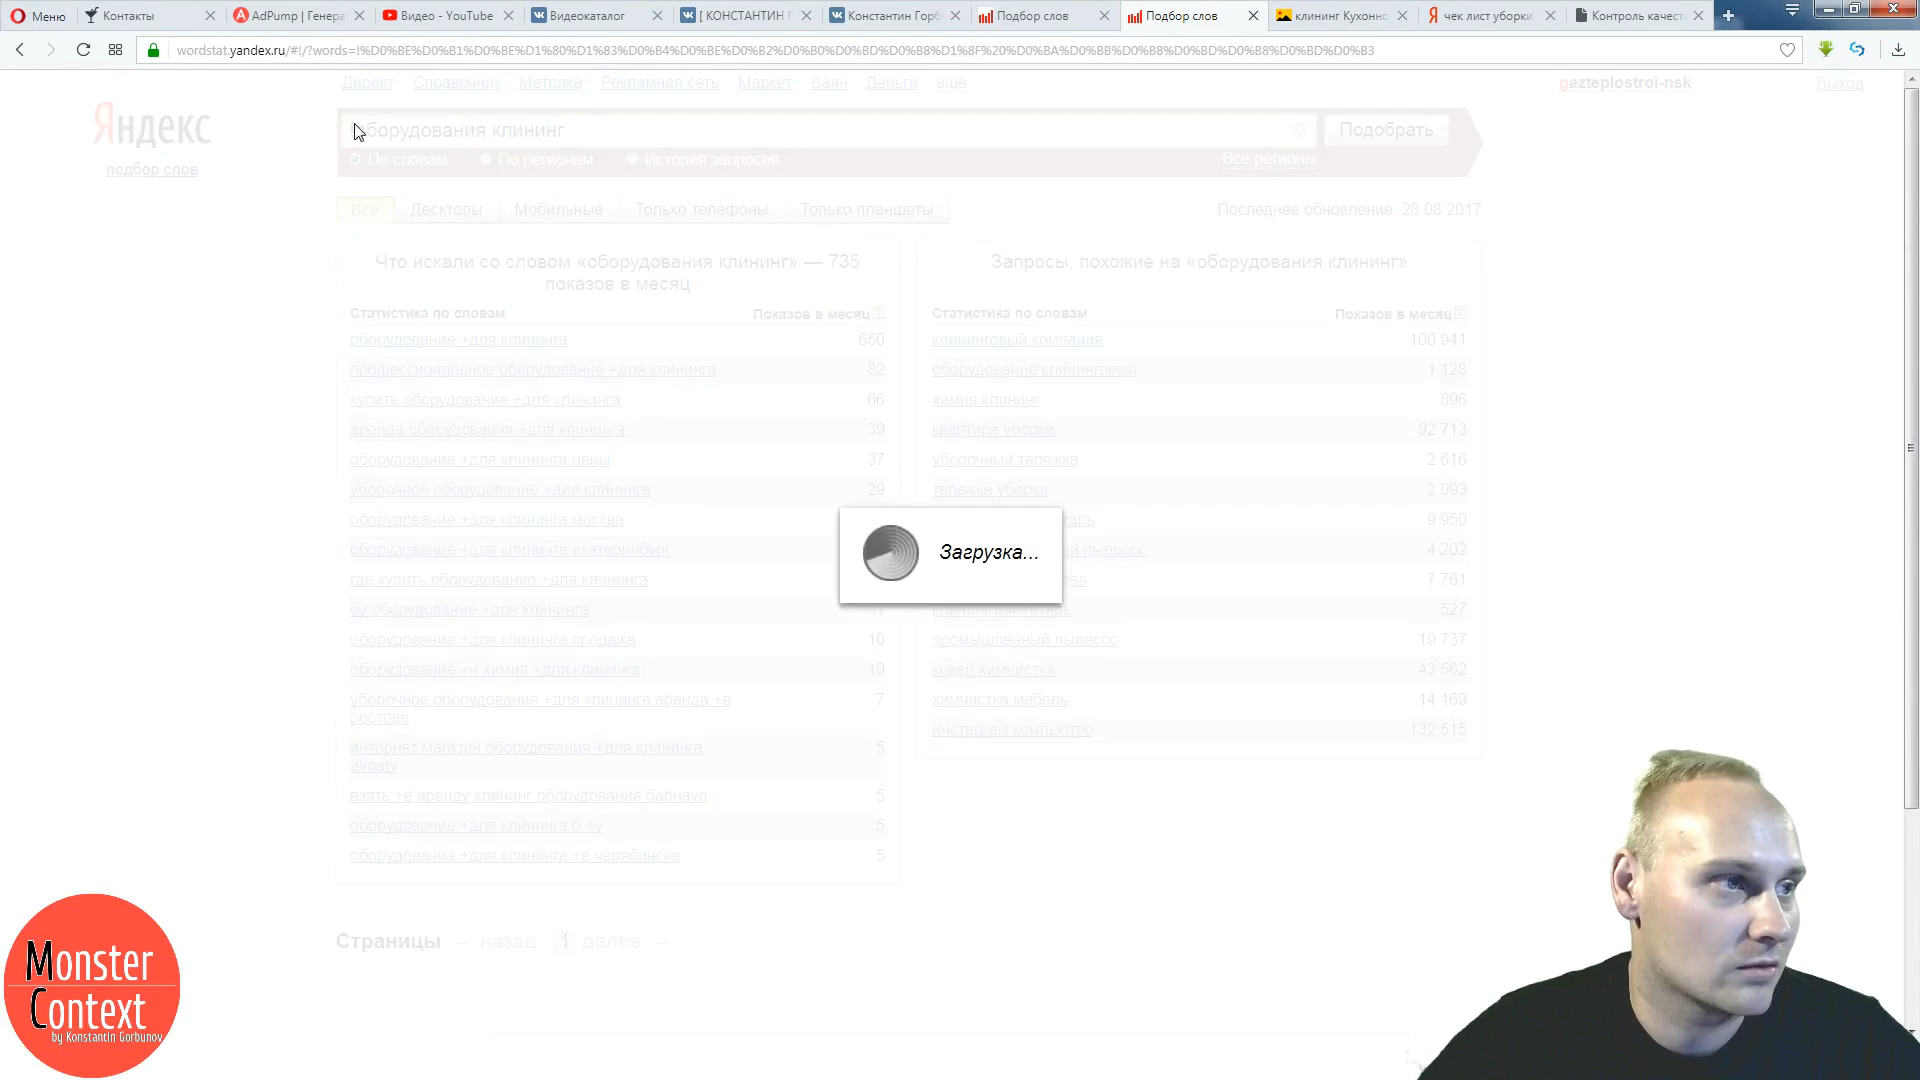 Меню
Контакты
AdPump | Генера
Видео - YouTube
Видеокаталог
[ КОНСТАНТИН Г
Константин Горб
Подбор слов
Подбор слов
клининг Кухонно
чек лист уборки
Контроль качест
wordstat.yandex.ru/#!/?words=!%D0%BE%D0%B1%D0%BE%D1%80%D1%83%D0%B4%D0%BE%D0%B2%D0%B0%D0%BD%D0%B8%D1%8F%20%D0%BA%D0%BB%D0%B8%D0%BD%D0%B8%D0%BD%D0%B3
Директ Справочник Метрика Рекламная сеть Маркет Баян Деньги ещё
gazteplostroi-nsk Выход
Яндекс
подбор слов
оборудования клининг
Подобрать
По словам По регионам История запросов Все регионы
Все Десктопы Мобильные Только телефоны Только планшеты
Последнее обновление 28.08.2017
Что искали со словом «оборудования клининг» — 735
показов в месяц
Статистика по словам Показов в месяц ?
оборудование +для клининга 650
профессиональное оборудование +для клининга 82
купить оборудование +для клининга 66
аренда оборудования +для клининга 39
оборудование +для клининга цены 37
уборочное оборудование +для клининга 29
оборудование +для клининга москва
оборудование +для клининга екатеринбург
где купить оборудование +для клининга
бу оборудование +для клининга 11
оборудование +для клининга продажа 10
оборудование +и химия +для клининга 10
уборочное оборудование +для клининга аренда +в 7
ростове
интернет магазин оборудования +для клининга 5
almaty
взять +в аренду клининг оборудование барнаул 5
оборудование +для клининга б +у 5
оборудование +для клининга +в челябинске 5
Запросы, похожие на «оборудования клининг»
Статистика по словам Показов в месяц ?
клининговый компания 100 941
оборудование клининговый 1 128
химия клининг 896
квартира уборка 92 713
уборочный тележка 2 616
тележка уборка 2 093
9 950
пылесос 4 202
7 761
клининг инвентарь 527
промышленный пылесос 19 737
ковер химчистка 43 562
химчистка мебель 14 169
инстаграм компьютер 132 515
Загрузка...
Страницы — назад 1 далее —
Monster
Context
by Konstantin Gorbunov